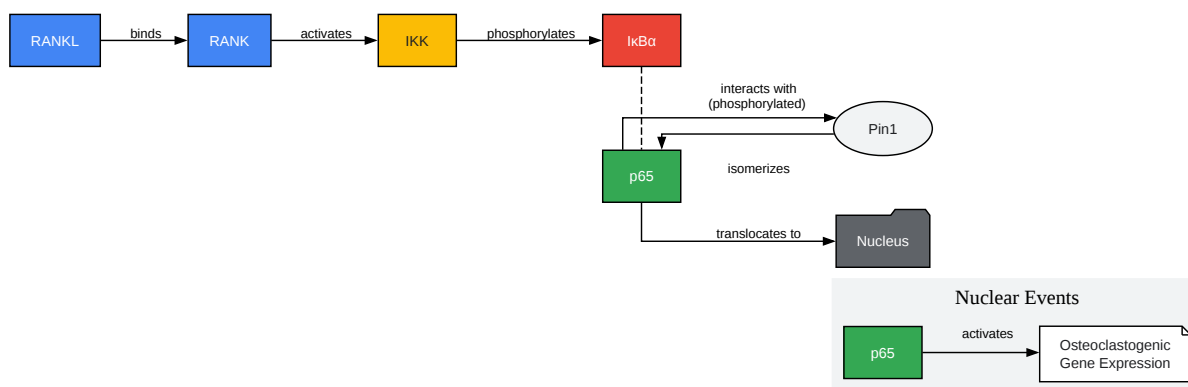 RANKL
binds
RANK
activates
IKK
phosphorylates
IκBα
interacts with
(phosphorylated)
Pin1
isomerizes
p65
translocates to
Nucleus
Nuclear Events
p65
activates
Osteoclastogenic
Gene Expression